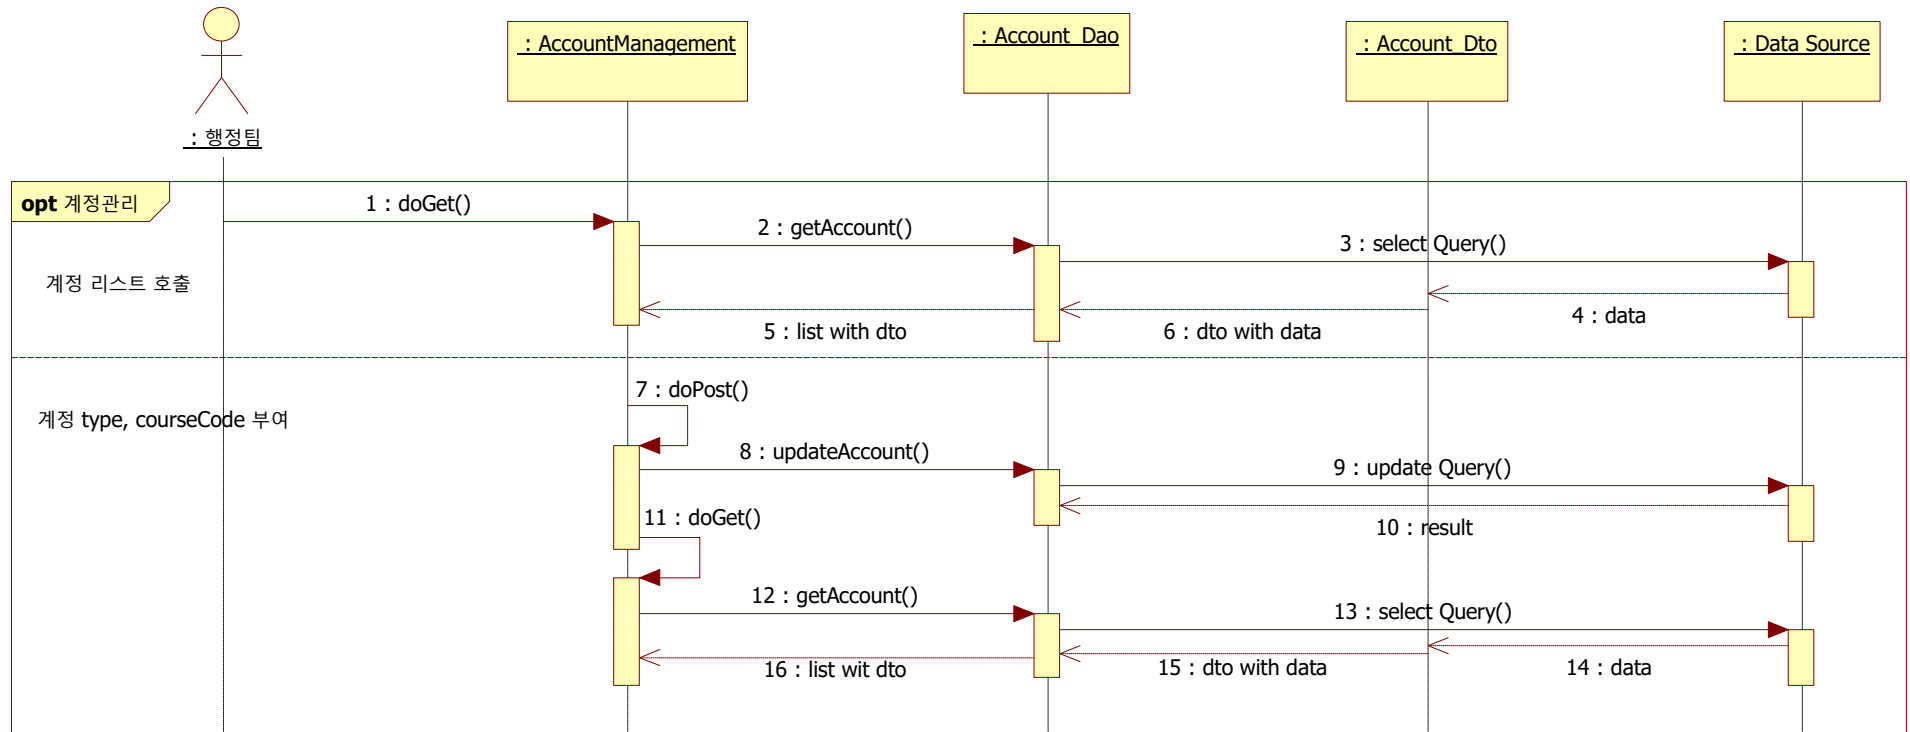 : 행정팀
: AccountManagement
: Account_Dao
: Account_Dto
: Data Source
opt 계정관리
1 : doGet()
2 : getAccount()
3 : select Query()
계정 리스트 호출
4 : data
5 : list with dto
6 : dto with data
7 : doPost()
계정 type, courseCode 부여
8 : updateAccount()
9 : update Query()
11 : doGet()
10 : result
12 : getAccount()
13 : select Query()
16 : list wit dto
15 : dto with data
14 : data